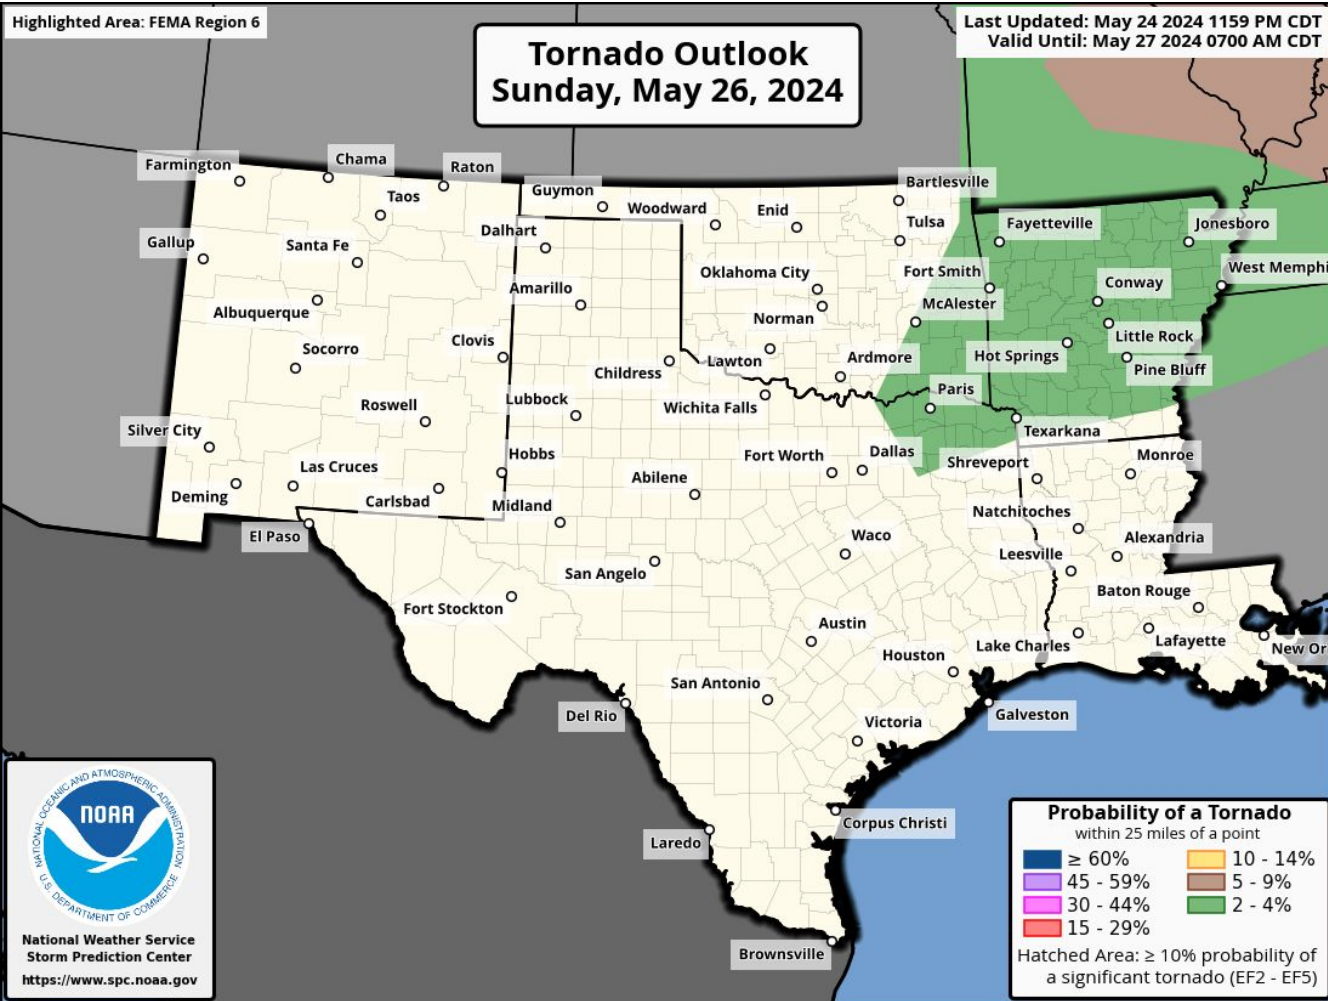 Highlighted Area: FEMA Region 6
Last Updated: May 24 2024 1159 PM CDT
Valid Until: May 27 2024 0700 AM CDT
Tornado Outlook
Sunday, May 26, 2024
Farmington
Chama
Raton
Taos
Guymon
Woodward
Enid
Bartlesville
Tulsa
Fayetteville
Jonesboro
Gallup
Santa Fe
Dalhart
Oklahoma City
Fort Smith
West Memphi
Amarillo
McAlester
Conway
Albuquerque
Norman
Little Rock
Socorro
Clovis
Childress
Lawton
Ardmore
Hot Springs
Pine Bluff
Roswell
Lubbock
Wichita Falls
Paris
Silver City
Texarkana
Las Cruces
Hobbs
Fort Worth
Dallas
Shreveport
Monroe
Deming
Carlsbad
Midland
Abilene
Natchitoches
El Paso
Waco
Leesville
Alexandria
San Angelo
Baton Rouge
Fort Stockton
Austin
Lake Charles
Lafayette
New Or
Houston
San Antonio
Del Rio
Victoria
Galveston
Corpus Christi
Laredo
Brownsville
NATIONAL OCEANIC AND ATMOSPHERIC ADMINISTRATION
NOAA
U.S. DEPARTMENT OF COMMERCE
National Weather Service
Storm Prediction Center
https://www.spc.noaa.gov
Probability of a Tornado
within 25 miles of a point
≥ 60%
10 - 14%
45 - 59%
5 - 9%
30 - 44%
2 - 4%
15 - 29%
Hatched Area: ≥ 10% probability of
a significant tornado (EF2 - EF5)